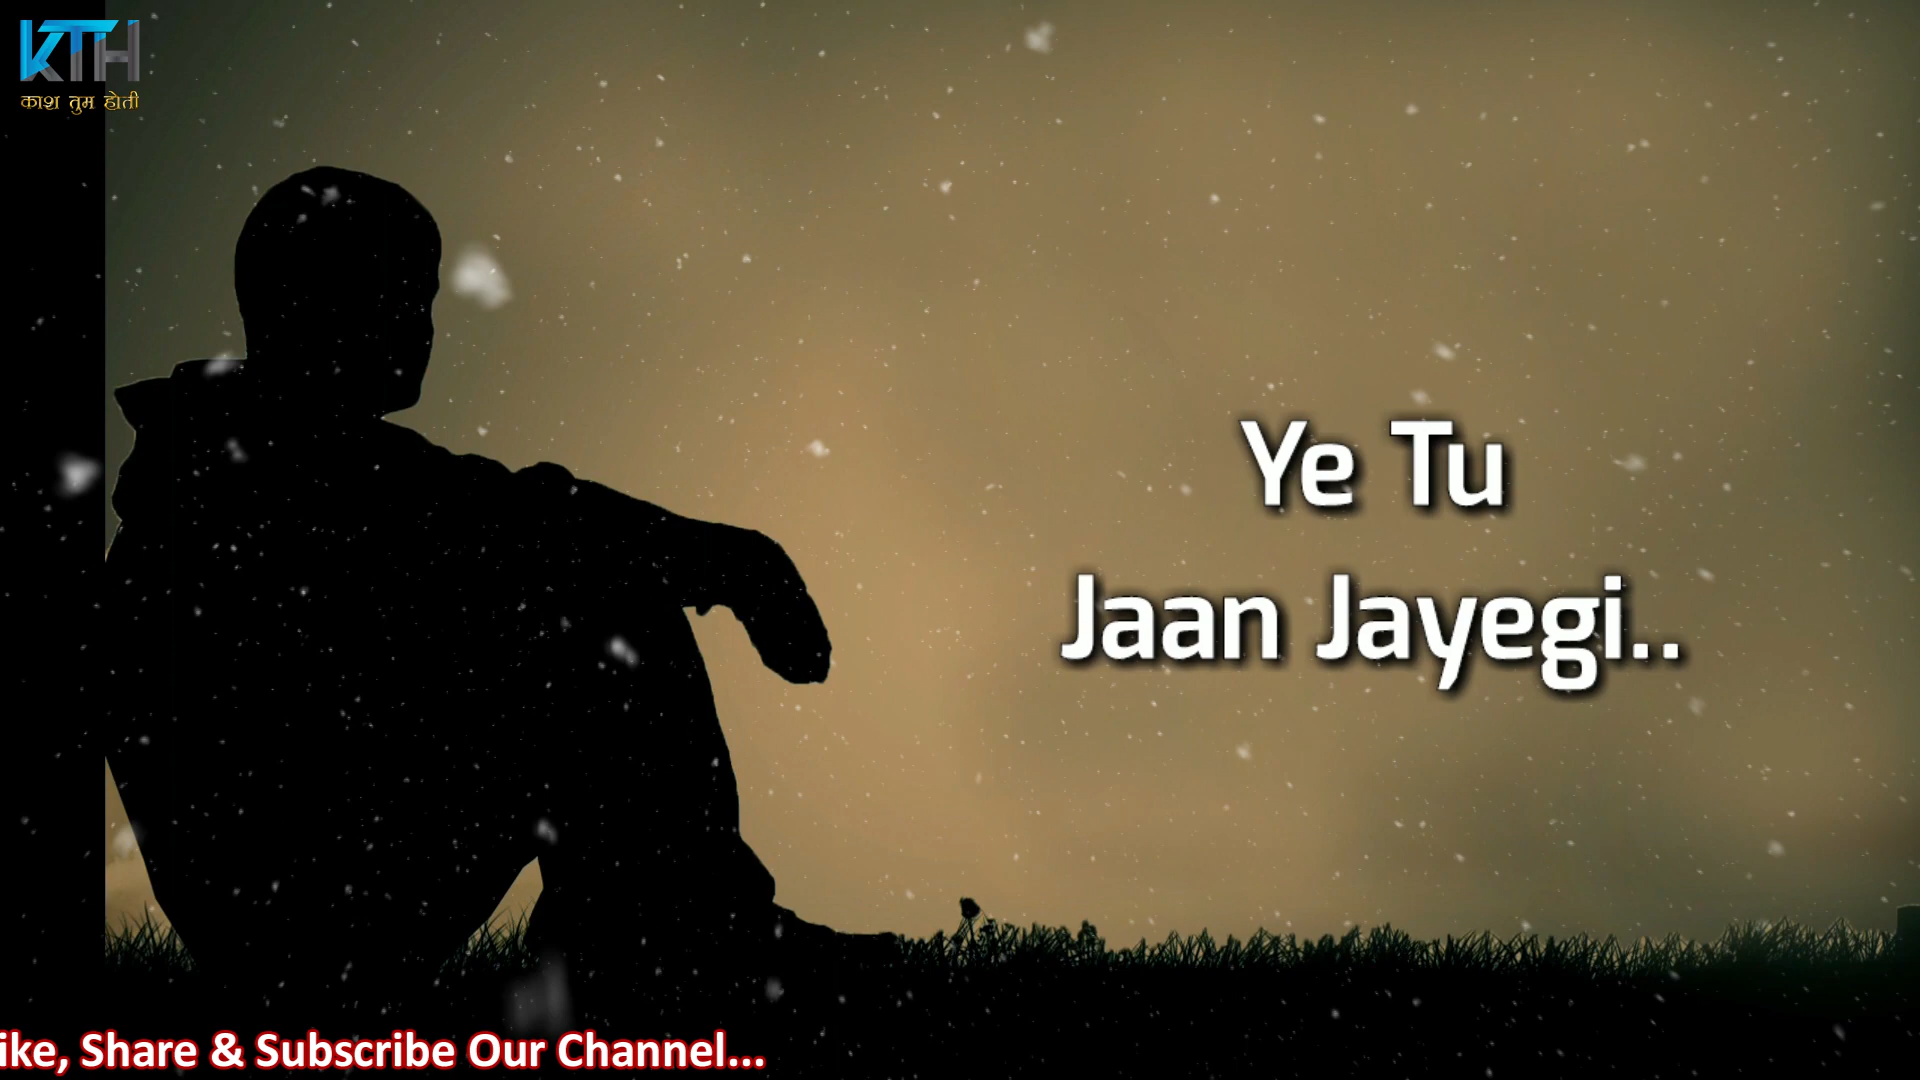 KTH
काश तुम होती
Ye Tu
Jaan Jayegi..
ike, Share & Subscribe Our Channel...